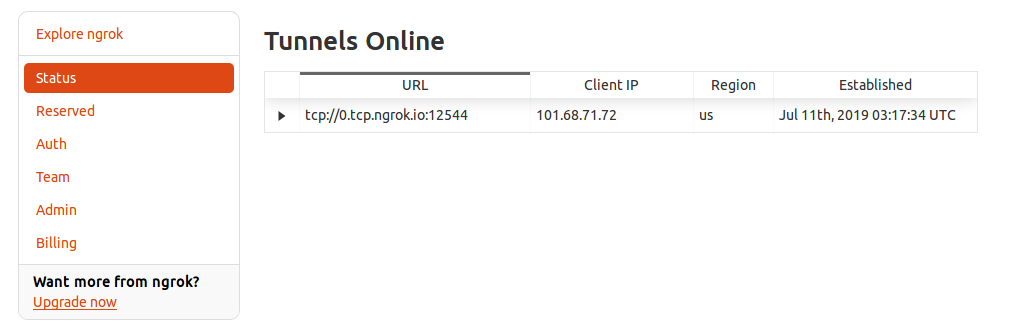 Explore ngrok
Status
Reserved
Auth
Team
Admin
Billing
Want more from ngrok?
Upgrade now
Tunnels Online
URL Client IP Region Established
tcp://0.tcp.ngrok.io:12544 101.68.71.72 us Jul 11th, 2019 03:17:34 UTC